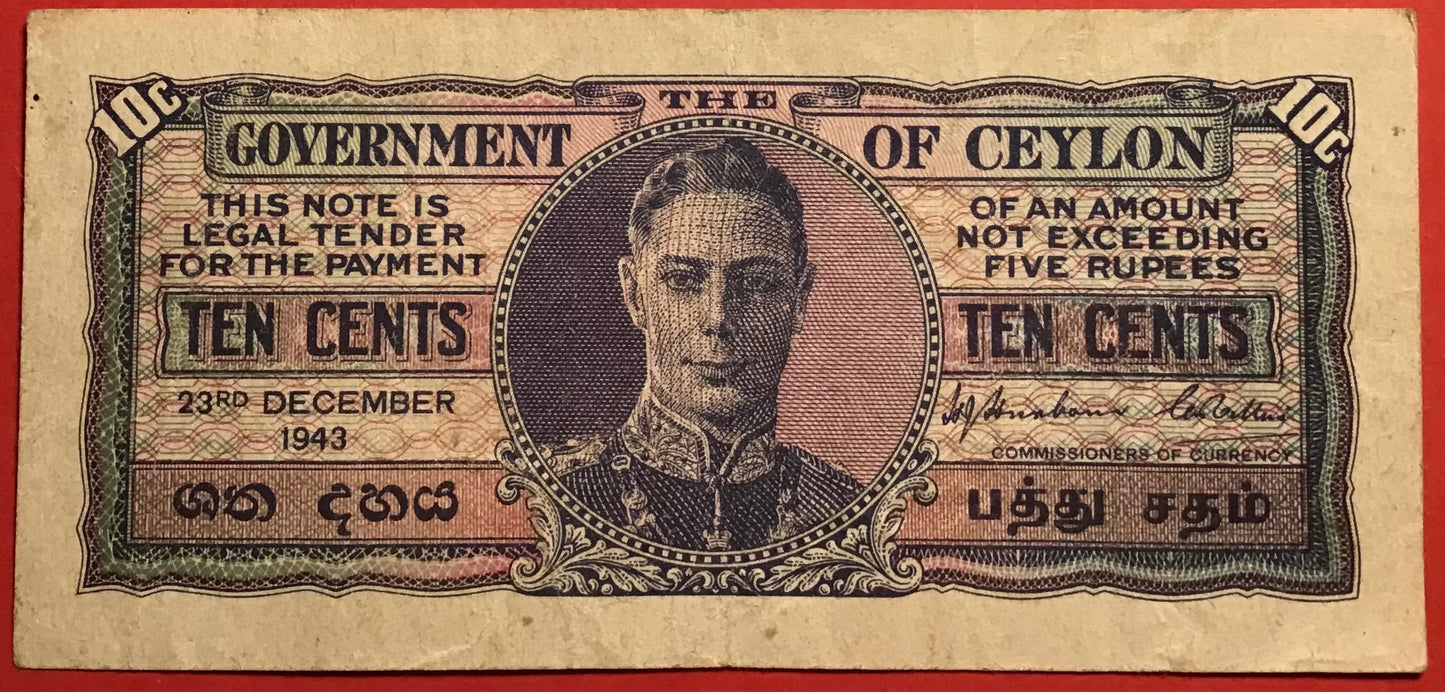 10c
10c
THE
GOVERNMENT OF CEYLON
THIS NOTE IS
LEGAL TENDER
FOR THE PAYMENT
OF AN AMOUNT
NOT EXCEEDING
FIVE RUPEES
TEN CENTS
TEN CENTS
23RD DECEMBER
1943
COMMISSIONERS OF CURRENCY
ශත දහය
பத்து சதம்